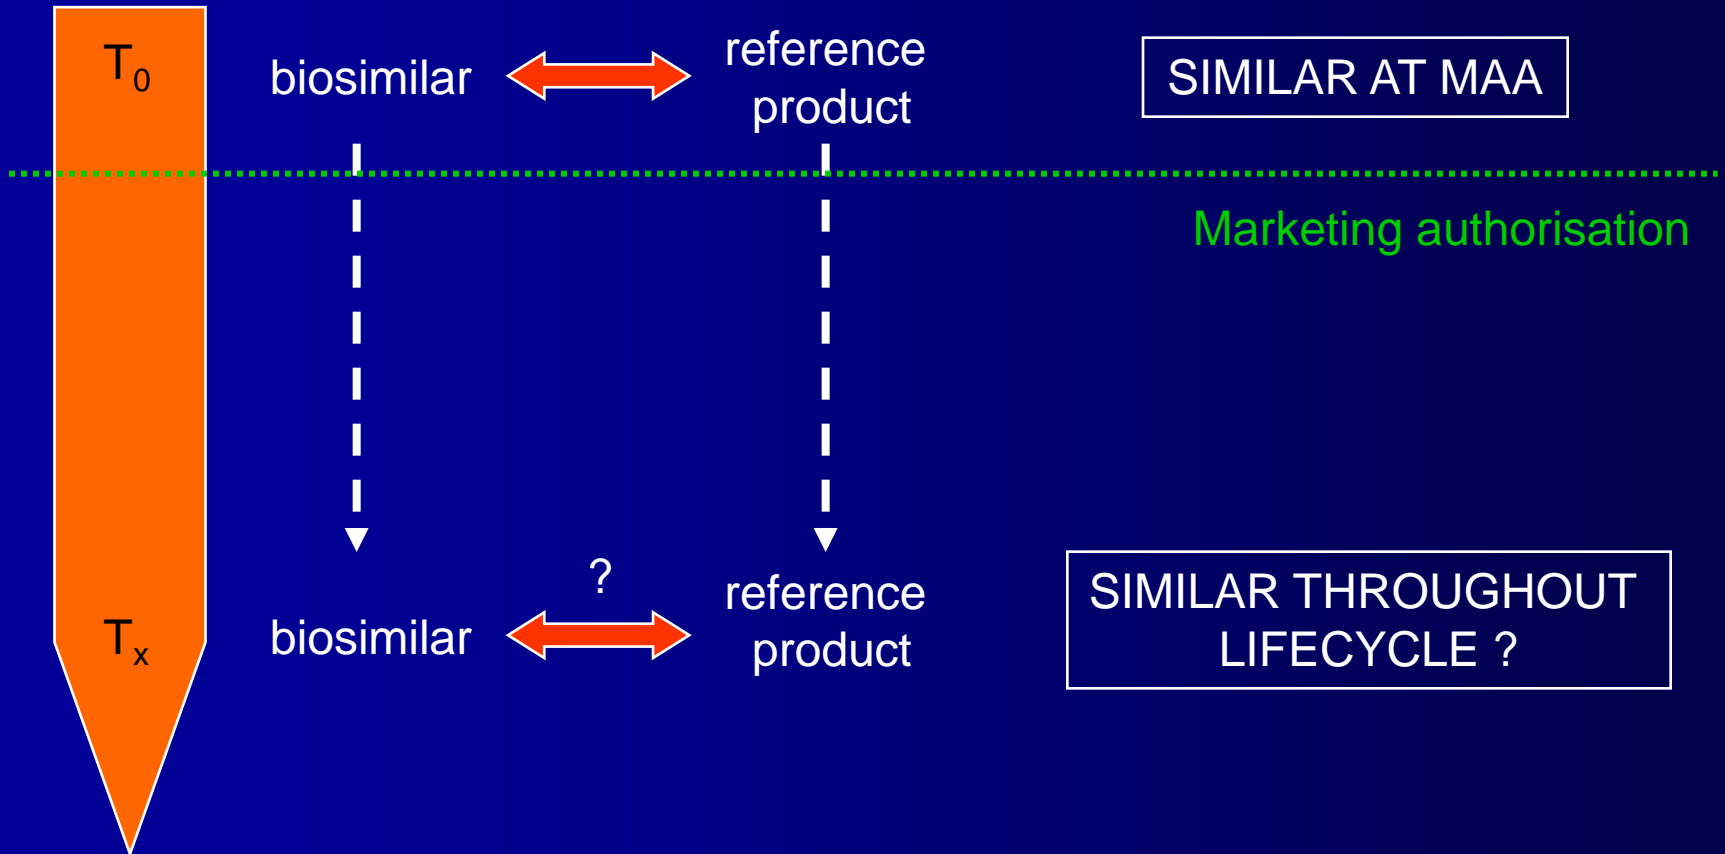 T0
biosimilar
reference
product
SIMILAR AT MAA
Marketing authorisation
?
Tx
biosimilar
reference
product
SIMILAR THROUGHOUT
LIFECYCLE ?